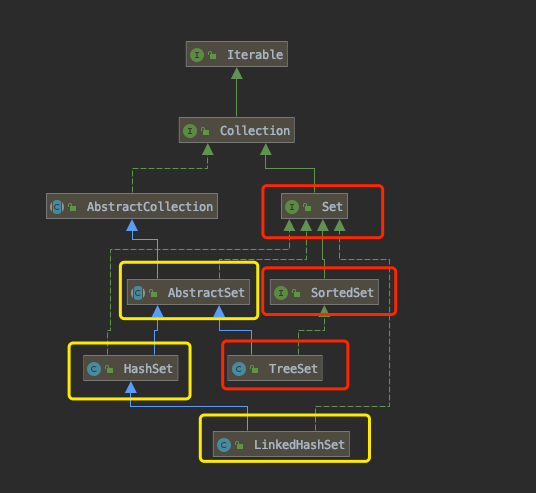 I Iterable
I Collection
C AbstractCollection
I Set
C AbstractSet
I SortedSet
C HashSet
C TreeSet
C LinkedHashSet